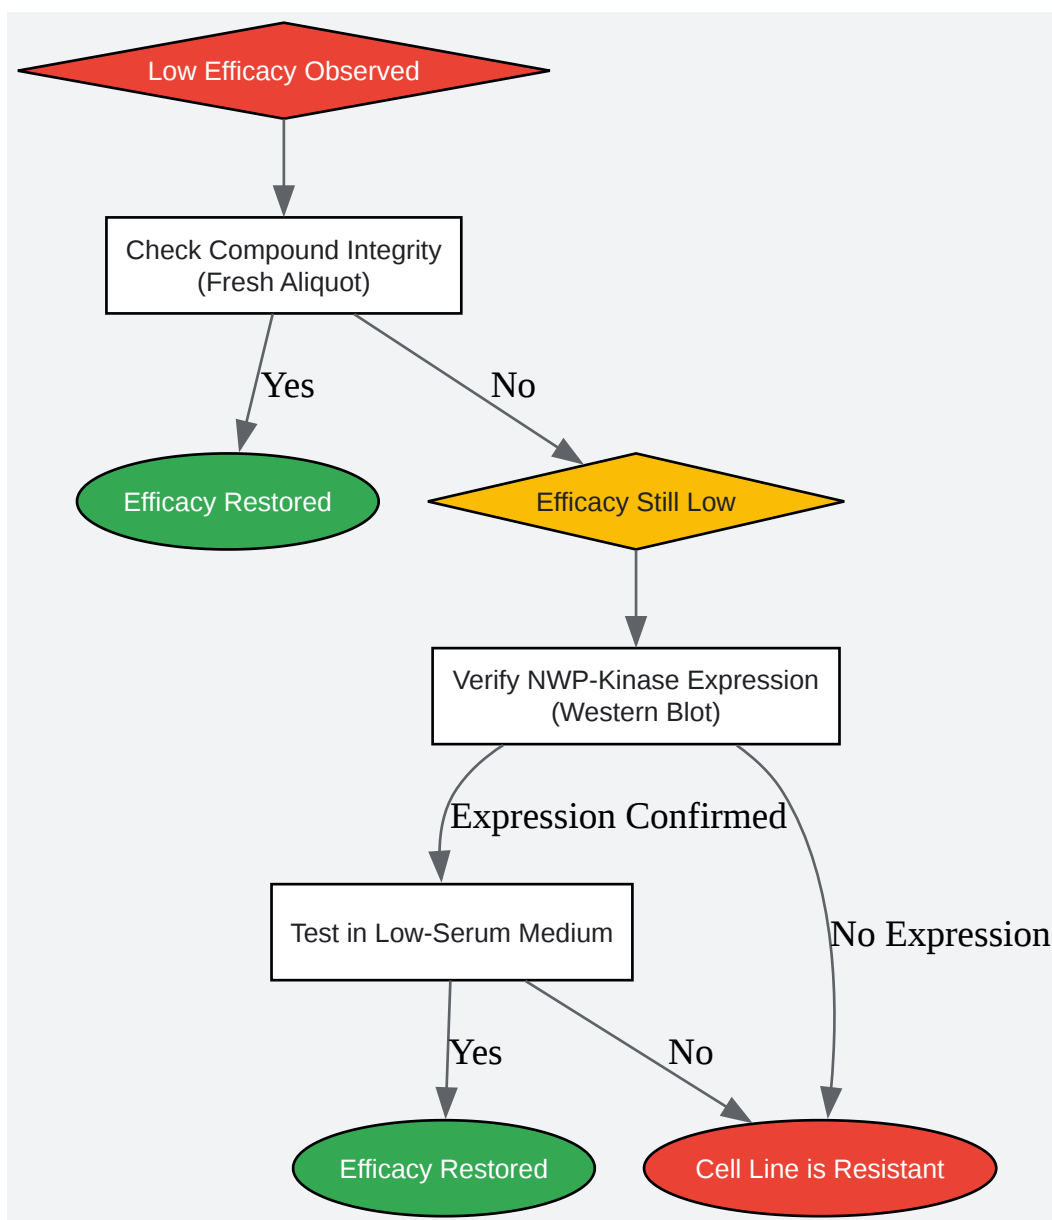 Low Efficacy Observed
Check Compound Integrity
(Fresh Aliquot)
Yes
No
Efficacy Restored
Efficacy Still Low
Verify NWP-Kinase Expression
(Western Blot)
Expression Confirmed
No Expression
Test in Low-Serum Medium
Yes
No
Efficacy Restored
Cell Line is Resistant